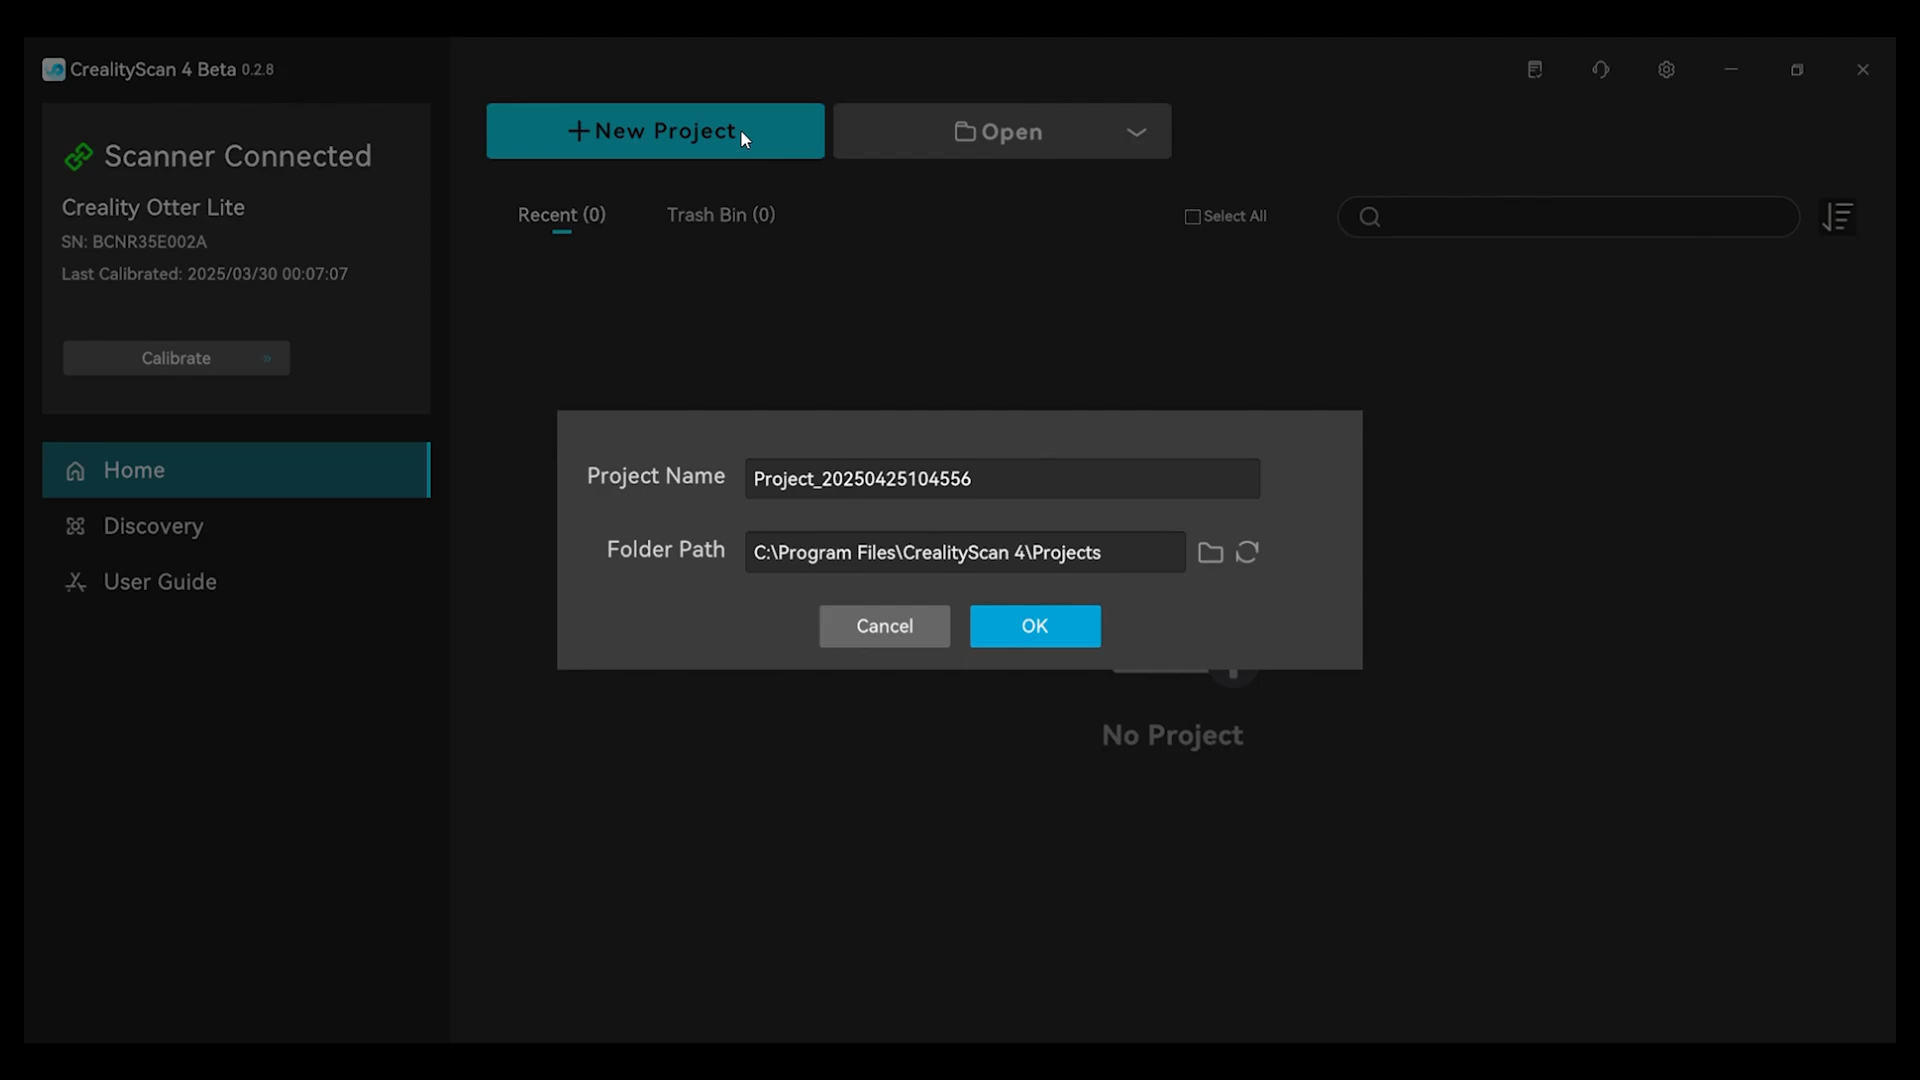 CrealityScan 4 Beta 0.2.8
Scanner Connected
Creality Otter Lite
SN: BCNR35E002A
Last Calibrated: 2025/03/30 00:07:07
Calibrate
Home
Discovery
User Guide
New Project
Open
Recent (0)
Trash Bin (0)
Select All
Project Name
Project_20250425104556
Folder Path
C:\Program Files\CrealityScan 4\Projects
Cancel
OK
No Project